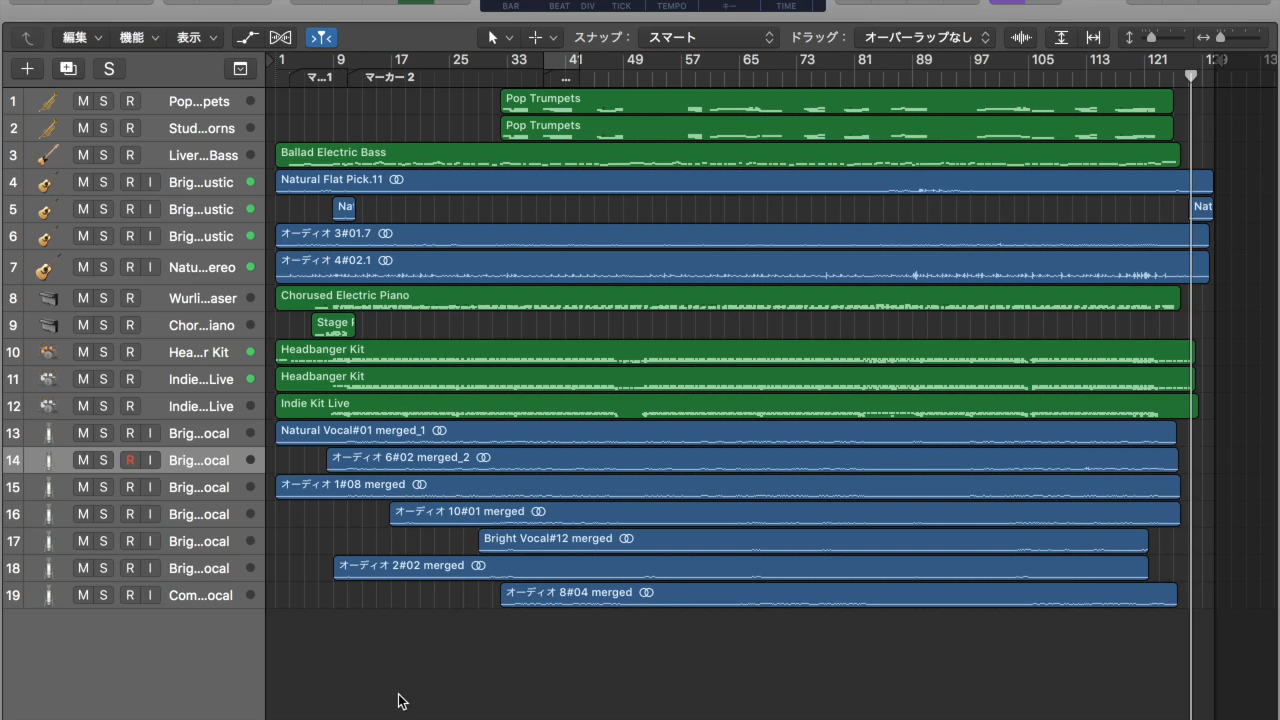 BAR BEAT DIV TICK TEMPO キー TIME
編集 機能 表示 スナップ： スマート ドラッグ： オーバーラップなし
S 1 9 17 25 33 41 49 57 65 73 81 89 97 105 113 121
マ...1 マーカー 2 ...
1 M S R Pop...pets Pop Trumpets
2 M S R Stud...orns Pop Trumpets
3 M S R Liver...Bass Ballad Electric Bass
4 M S R I Brig...ustic Natural Flat Pick.11
5 M S R I Brig...ustic Nat Nat
6 M S R I Brig...ustic オーディオ 3#01.7
7 M S R I Natu...ereo オーディオ 4#02.1
8 M S R Wurli...aser Chorused Electric Piano
9 M S R Chor...iano Stage
10 M S R Hea...r Kit Headbanger Kit
11 M S R Indie...Live Headbanger Kit
12 M S R Indie...Live Indie Kit Live
13 M S R I Brig...ocal Natural Vocal#01 merged_1
14 M S R I Brig...ocal オーディオ 6#02 merged_2
15 M S R I Brig...ocal オーディオ 1#08 merged
16 M S R I Brig...ocal オーディオ 10#01 merged
17 M S R I Brig...ocal Bright Vocal#12 merged
18 M S R I Brig...ocal オーディオ 2#02 merged
19 M S R I Com...ocal オーディオ 8#04 merged